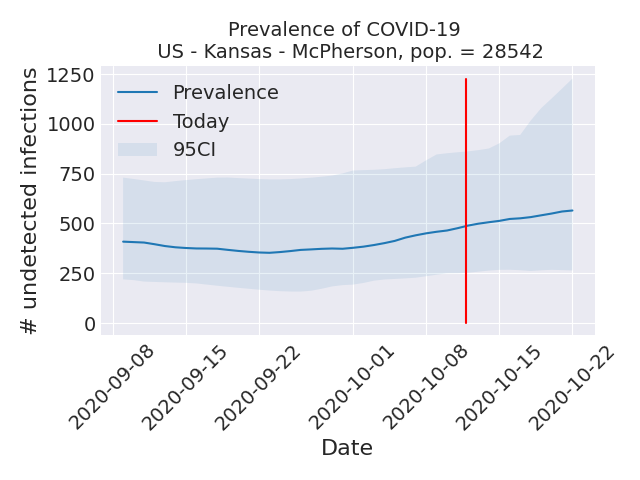 Prevalence of COVID-19
US - Kansas - McPherson, pop. = 28542
# undetected infections
1250
1000
750
500
250
0
Prevalence
Today
95CI
2020-09-08
2020-09-15
2020-09-22
2020-10-01
2020-10-08
2020-10-15
2020-10-22
Date